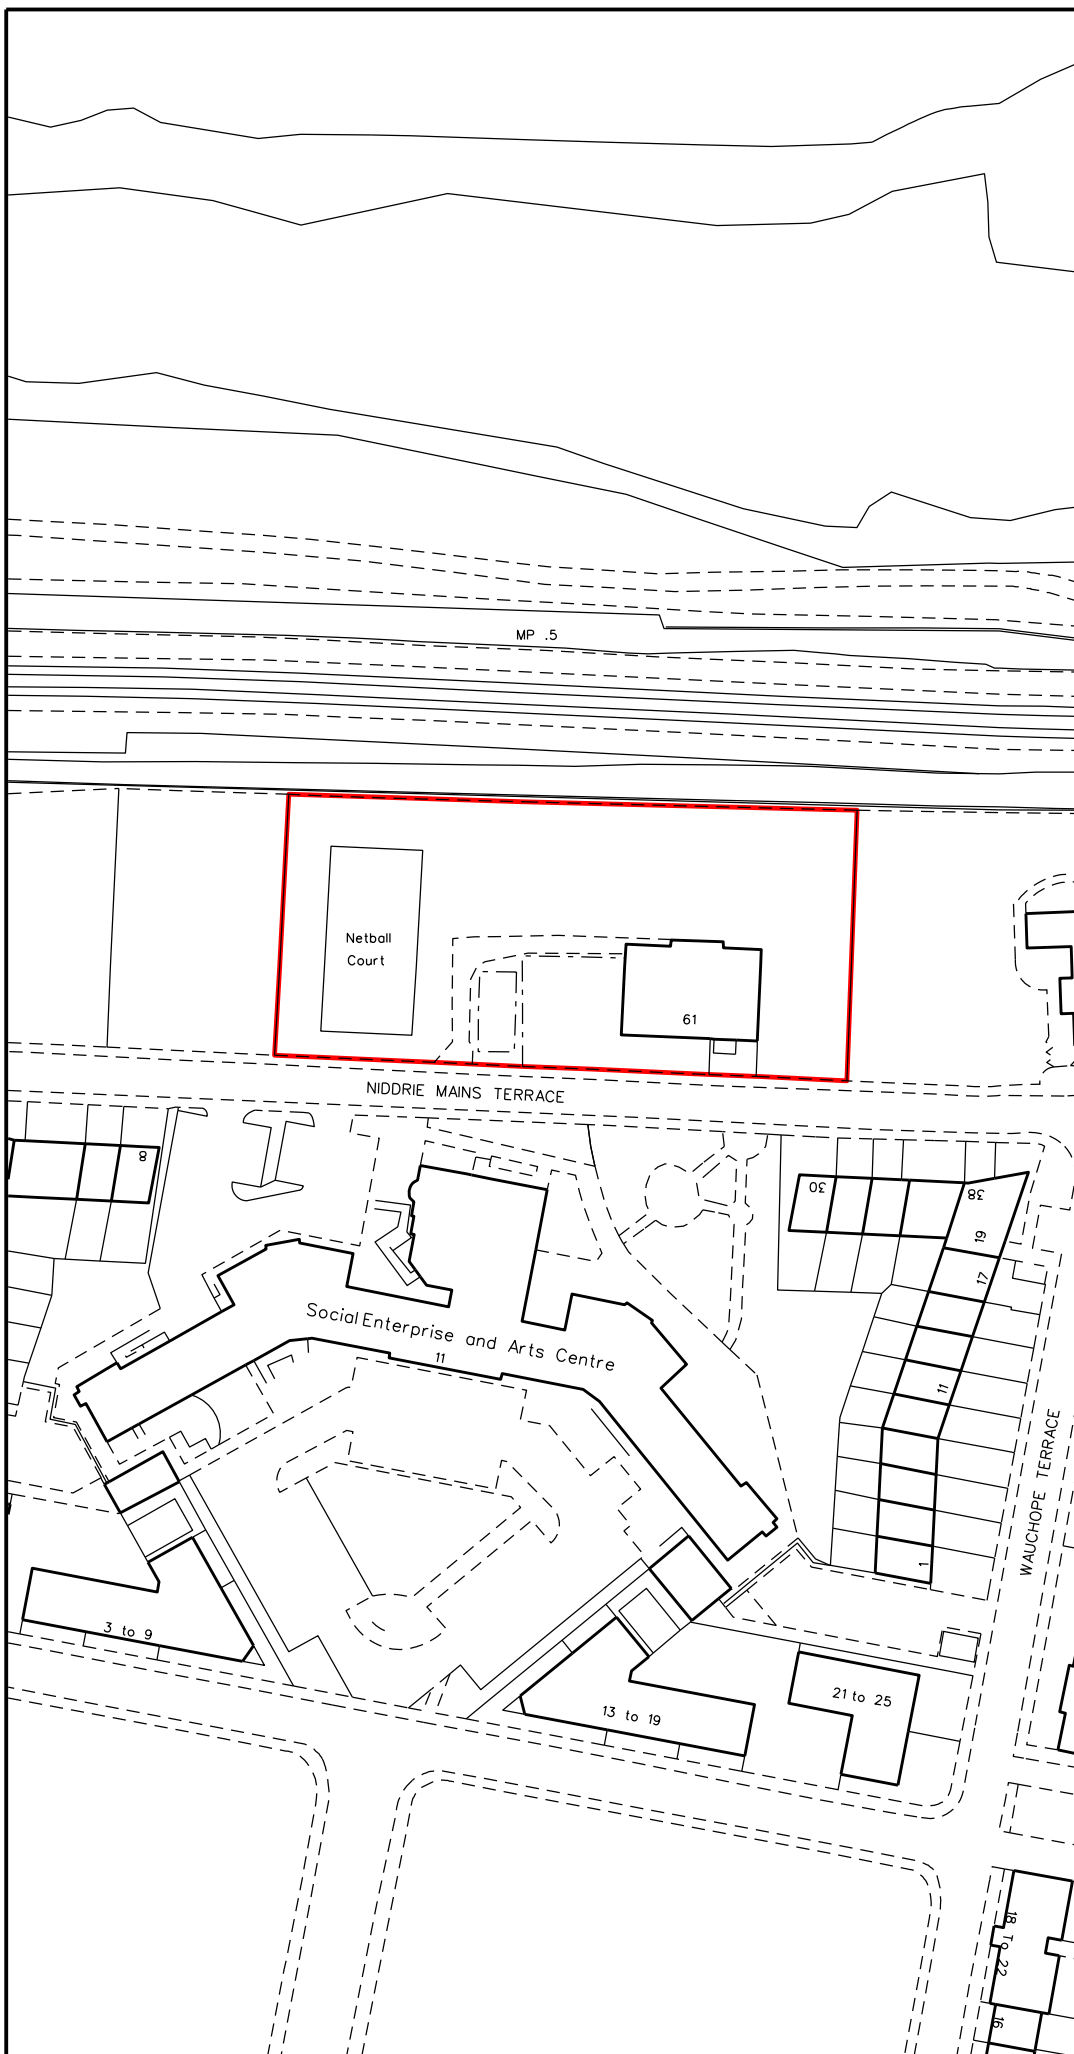 MP .5
Netball
Court
61
NIDDRIE MAINS TERRACE
8
30
38
19
17
Social Enterprise and Arts Centre
11
11
WAUCHOPE TERRACE
1
3 to 9
13 to 19
21 to 25
18 To 22
16